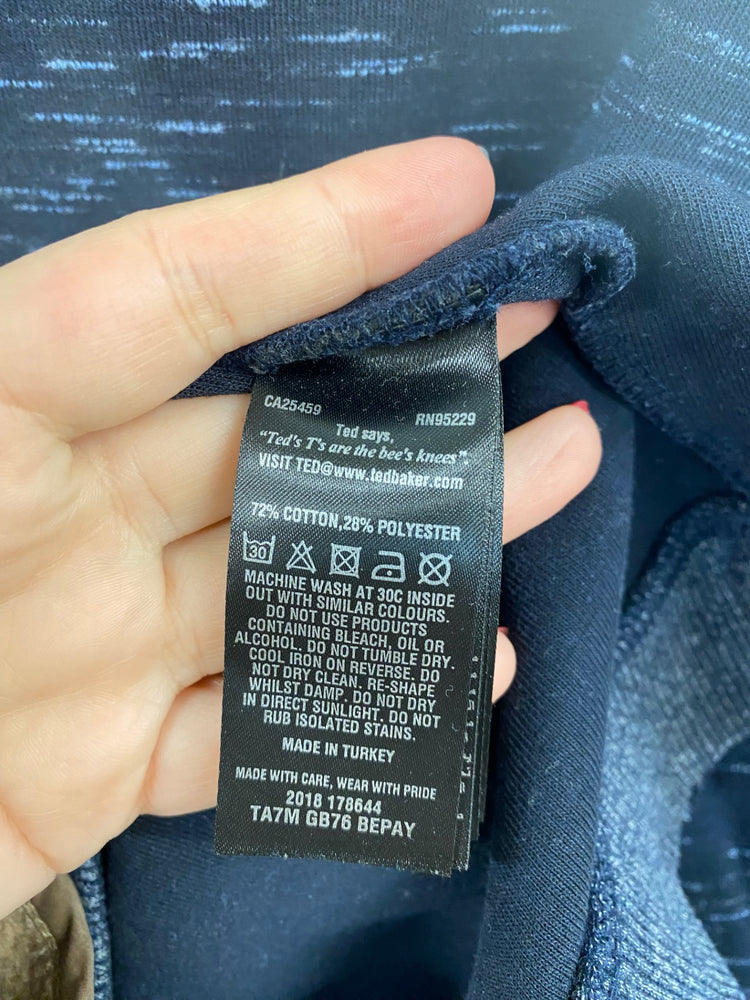 CA25459 RN95229
Ted says,
"Ted's T's are the bee's knees".
VISIT TED@www.tedbaker.com
72% COTTON,28% POLYESTER
30
MACHINE WASH AT 30C INSIDE
OUT WITH SIMILAR COLOURS.
DO NOT USE PRODUCTS
CONTAINING BLEACH, OIL OR
ALCOHOL. DO NOT TUMBLE DRY.
COOL IRON ON REVERSE. DO
NOT DRY CLEAN. RE-SHAPE
WHILST DAMP. DO NOT DRY
IN DIRECT SUNLIGHT. DO NOT
RUB ISOLATED STAINS.
MADE IN TURKEY
MADE WITH CARE, WEAR WITH PRIDE
2018 178644
TA7M GB76 BEPAY